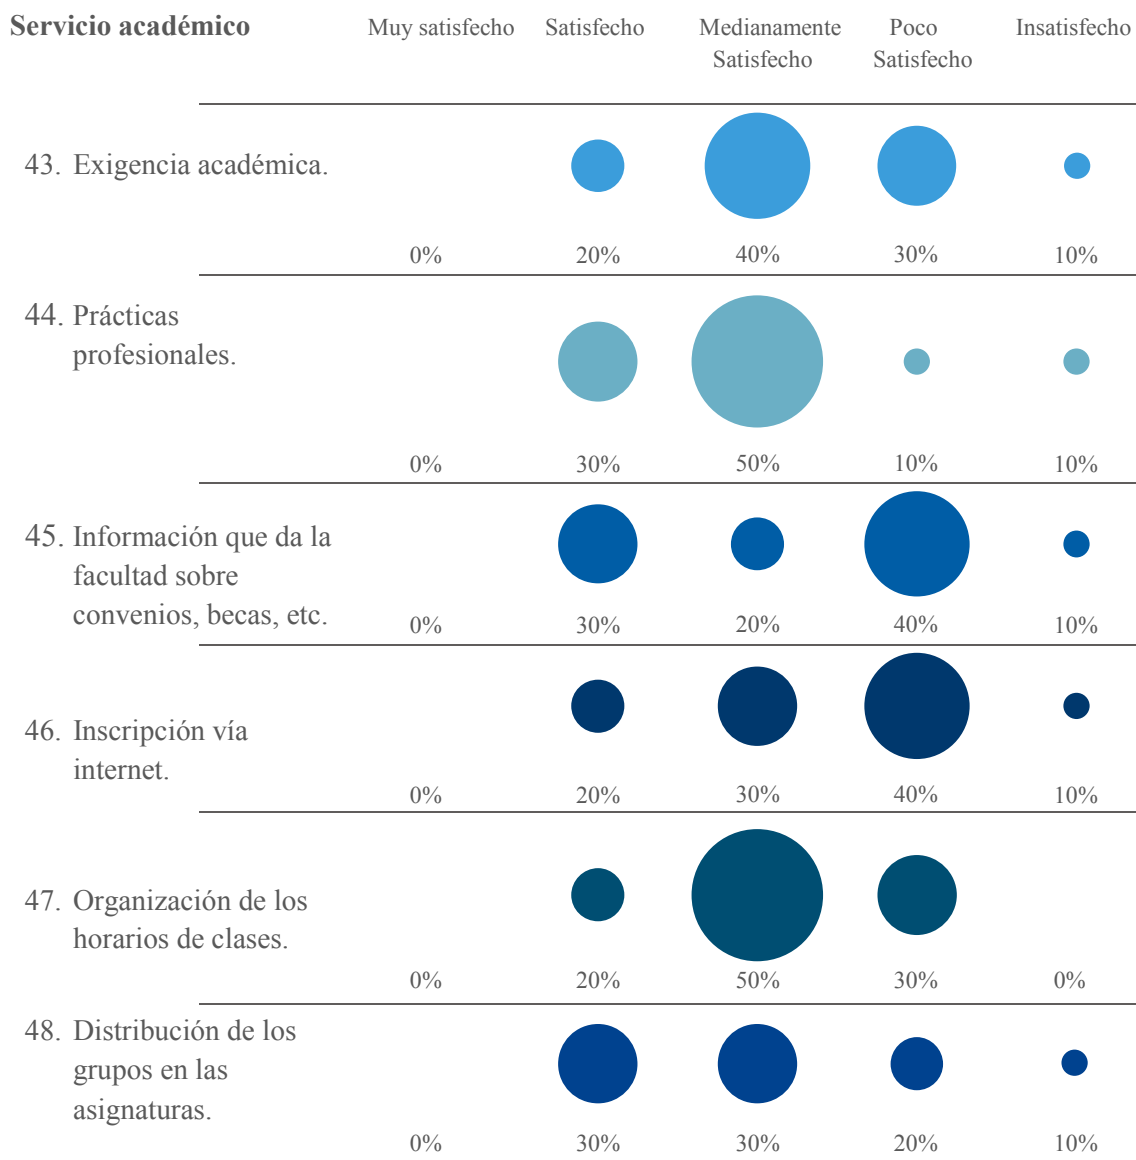 Servicio académico Muy satisfecho Satisfecho Medianamente Poco Insatisfecho
Satisfecho Satisfecho
43. Exigencia académica.
0% 20% 40% 30% 10%
44. Prácticas
profesionales.
0% 30% 50% 10% 10%
45. Información que da la
facultad sobre
convenios, becas, etc.
0% 30% 20% 40% 10%
46. Inscripción vía
internet.
0% 20% 30% 40% 10%
47. Organización de los
horarios de clases.
0% 20% 50% 30% 0%
48. Distribución de los
grupos en las
asignaturas.
0% 30% 30% 20% 10%